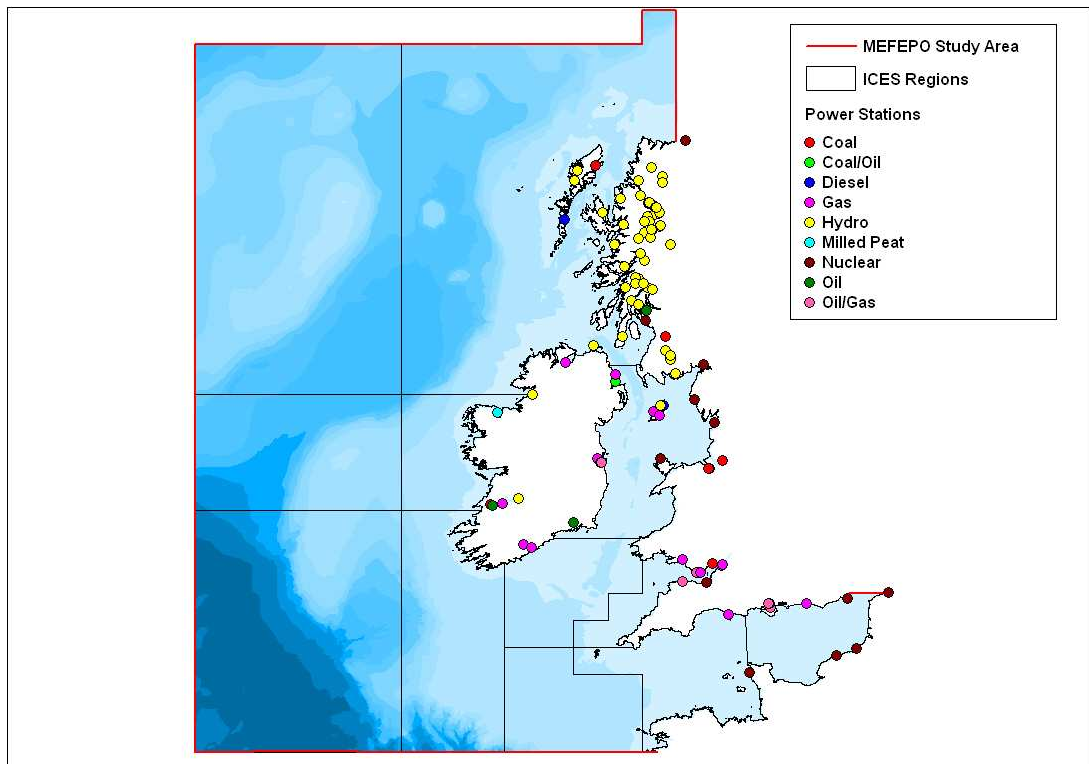 MEFEPO Study Area
ICES Regions
Power Stations
Coal
Coal/Oil
Diesel
Gas
Hydro
Milled Peat
Nuclear
Oil
Oil/Gas